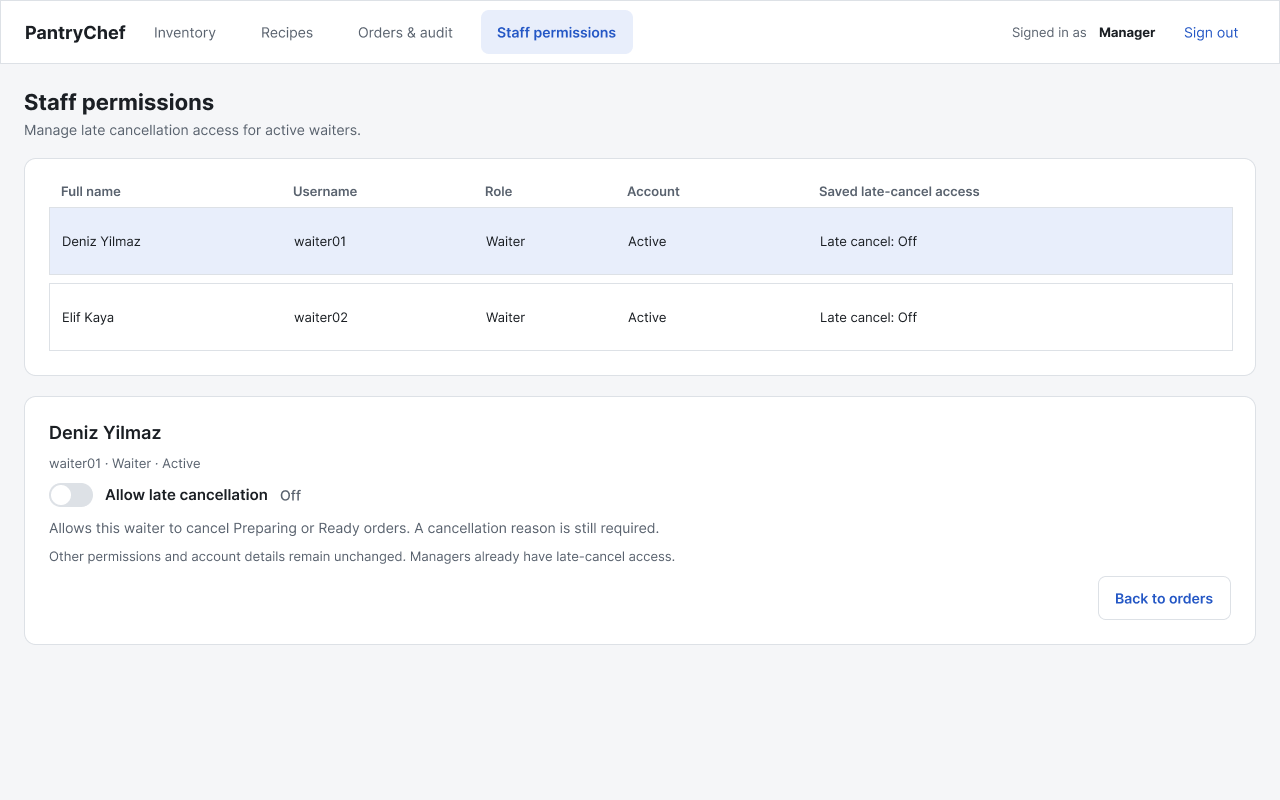 PantryChef Inventory Recipes Orders & audit Staff permissions Signed in as Manager Sign out
Staff permissions
Manage late cancellation access for active waiters.
Full name Username Role Account Saved late-cancel access
Deniz Yilmaz waiter01 Waiter Active Late cancel: Off
Elif Kaya waiter02 Waiter Active Late cancel: Off
Deniz Yilmaz
waiter01 · Waiter · Active
Allow late cancellation Off
Allows this waiter to cancel Preparing or Ready orders. A cancellation reason is still required.
Other permissions and account details remain unchanged. Managers already have late-cancel access.
Back to orders